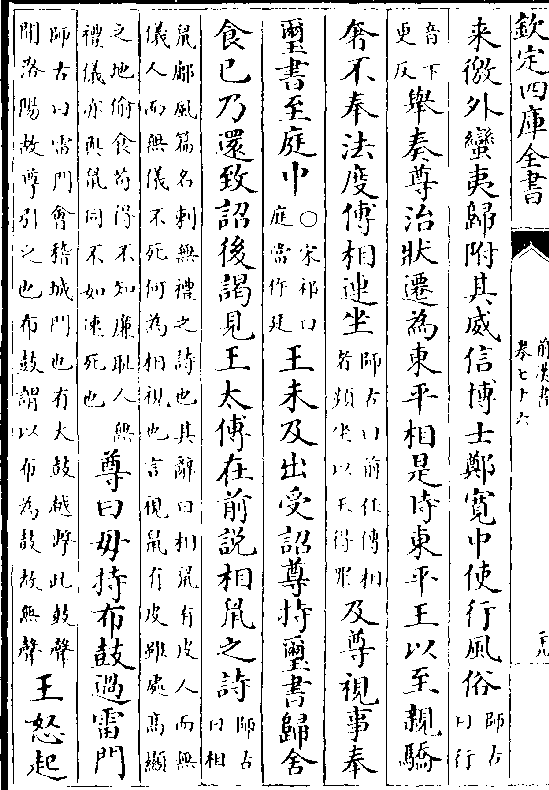 欽定四庫全書
前漢書
卷七十六
来徼外蠻夷歸附其威信博士鄭寛中使行風俗師古曰行
音下更反舉奏尊治狀遷為東平相是時東平王以至親驕
奢不奉法度傅相連坐師古曰前任傅相者頻坐以王得罪及尊視事奉
璽書至庭中○宋祁曰庭當作廷王未及出受詔尊持璽書歸舍
食已乃還致詔後謁見王太傅在前説相鼠之詩師古曰相
鼠鄘風篇名刺無禮之詩也其辭曰相鼠有皮人而無儀人而無儀不死何為相視也言視鼠有皮雖處髙顯
之地偷食茍得不知亷耻人無禮儀亦與鼠同不如速死也尊曰毋持布鼓過雷門
師古曰雷門會稽城門也有大鼓越擊此鼓聲聞洛陽故尊引之也布鼓謂以布為鼓故無聲王怒起